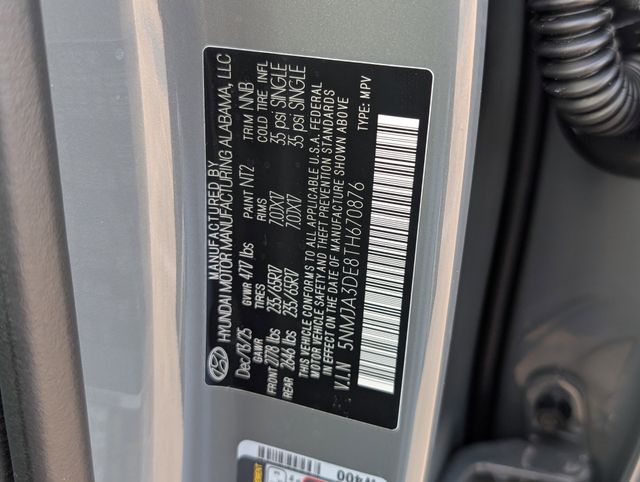 MANUFACTURED BY
HYUNDAI MOTOR MANUFACTURING ALABAMA, LLC
Dec/13/25 GVWR 4717 lbs PAINT NT2 TRIM NNB
GAWR TIRES RIMS COLD TIRE INFL
FRONT 2778 lbs 235/65R17 7.0JX17 35 psi SINGLE
REAR 2646 lbs 235/65R17 7.0JX17 35 psi SINGLE
THIS VEHICLE CONFORMS TO ALL APPLICABLE U.S.A. FEDERAL
MOTOR VEHICLE SAFETY AND THEFT PREVENTION STANDARDS
IN EFFECT ON THE DATE OF MANUFACTURE SHOWN ABOVE
V.I.N 5NMJA3DE8TH670876 TYPE: MPV